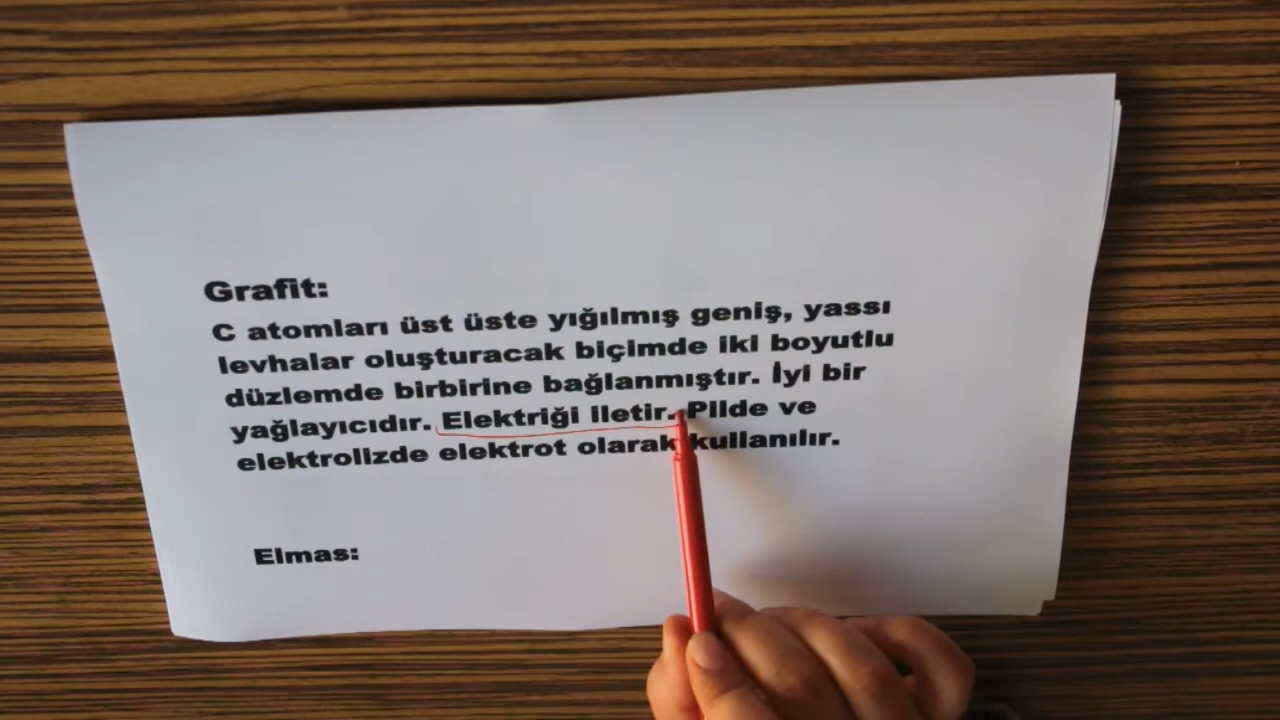 Grafit:
C atomları üst üste yığılmış geniş, yassı
levhalar oluşturacak biçimde iki boyutlu
düzlemde birbirine bağlanmıştır. İyi bir
yağlayıcıdır. Elektriği iletir. Pilde ve
elektrolizde elektrot olarak kullanılır.
Elmas: